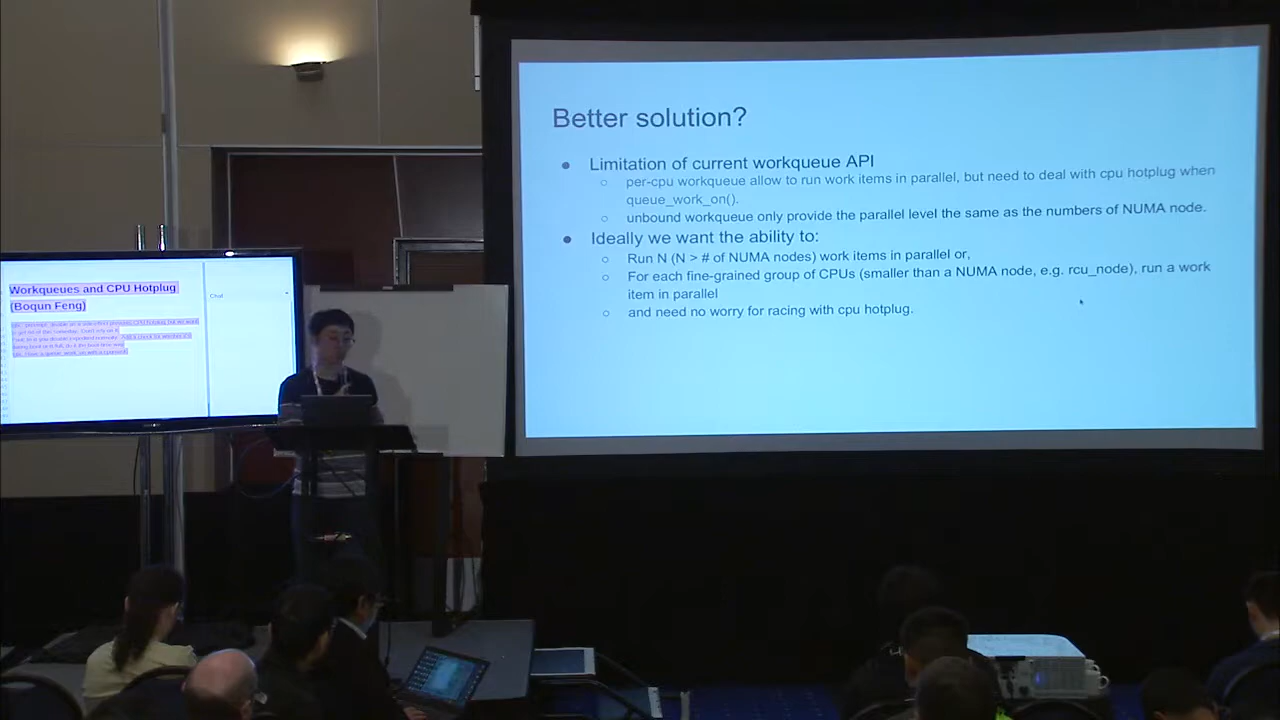 Better solution?
● Limitation of current workqueue API
○ per-cpu workqueue allow to run work items in parallel, but need to deal with cpu hotplug when
queue_work_on().
○ unbound workqueue only provide the parallel level the same as the numbers of NUMA node.
● Ideally we want the ability to:
○ Run N (N > # of NUMA nodes) work items in parallel or,
○ For each fine-grained group of CPUs (smaller than a NUMA node, e.g. rcu_node), run a work
item in parallel
○ and need no worry for racing with cpu hotplug.
Workqueues and CPU Hotplug
(Boqun Feng)
Chat